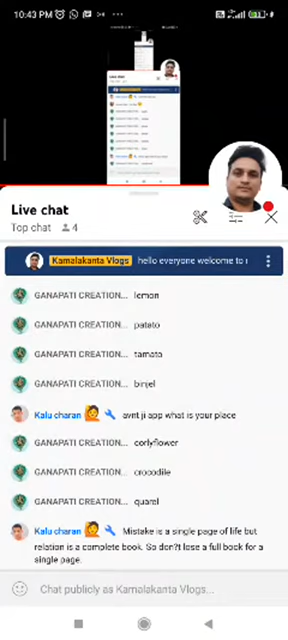 10:43 PM
Live chat
Top chat 4
Kamalakanta Vlogs hello everyone welcome to r
GANAPATI CREATION... lemon
GANAPATI CREATION... pateto
GANAPATI CREATION... tamata
GANAPATI CREATION... binjel
Kalu charan avnt ji app what is your place
GANAPATI CREATION... corlyflower
GANAPATI CREATION... crocodile
GANAPATI CREATION... quarel
Kalu charan Mistake is a single page of life but
relation is a complete book. So don?t lose a full book for a
single page.
Chat publicly as Kamalakanta Vlogs...